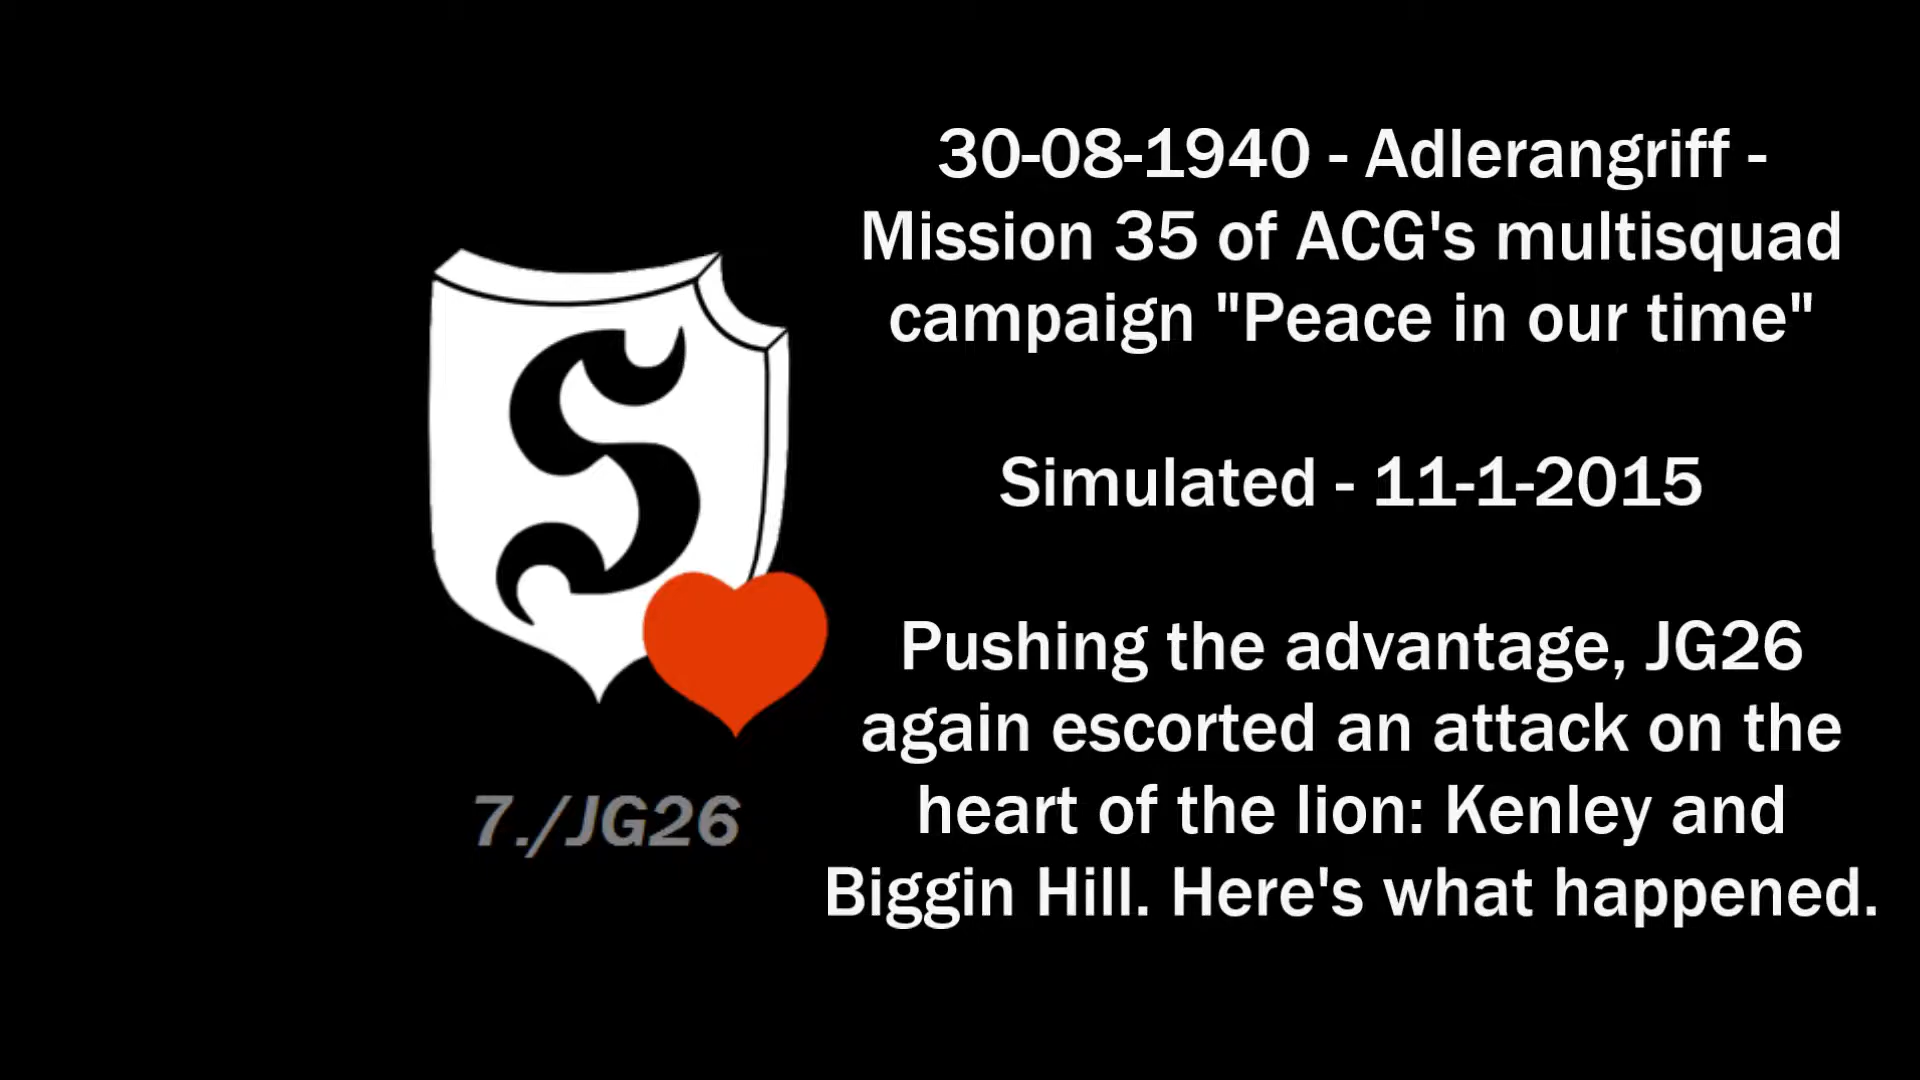 30-08-1940 - Adlerangriff -
Mission 35 of ACG's multisquad
campaign "Peace in our time"
Simulated - 11-1-2015
Pushing the advantage, JG26
again escorted an attack on the
heart of the lion: Kenley and
Biggin Hill. Here's what happened.
S
7./JG26